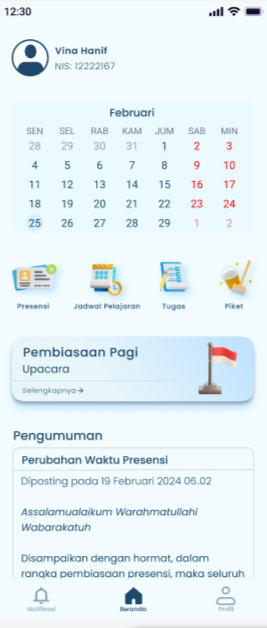 12:30
Vina Hanif
NIS: 12222167
Februari
SEN SEL RAB KAM JUM SAB MIN
28 29 30 31 1 2 3
4 5 6 7 8 9 10
11 12 13 14 15 16 17
18 19 20 21 22 23 24
25 26 27 28 29 1 2
Presensi Jadwal Pelajaran Tugas Piket
Pembiasaan Pagi
Upacara
Selengkapnya →
Pengumuman
Perubahan Waktu Presensi
Diposting pada 19 Februari 2024 06.02
Assalamualaikum Warahmatullahi
Wabarakatuh
Disampaikan dengan hormat, dalam
rangka pembiasaan presensi, maka seluruh
Notifikasi Beranda Profil